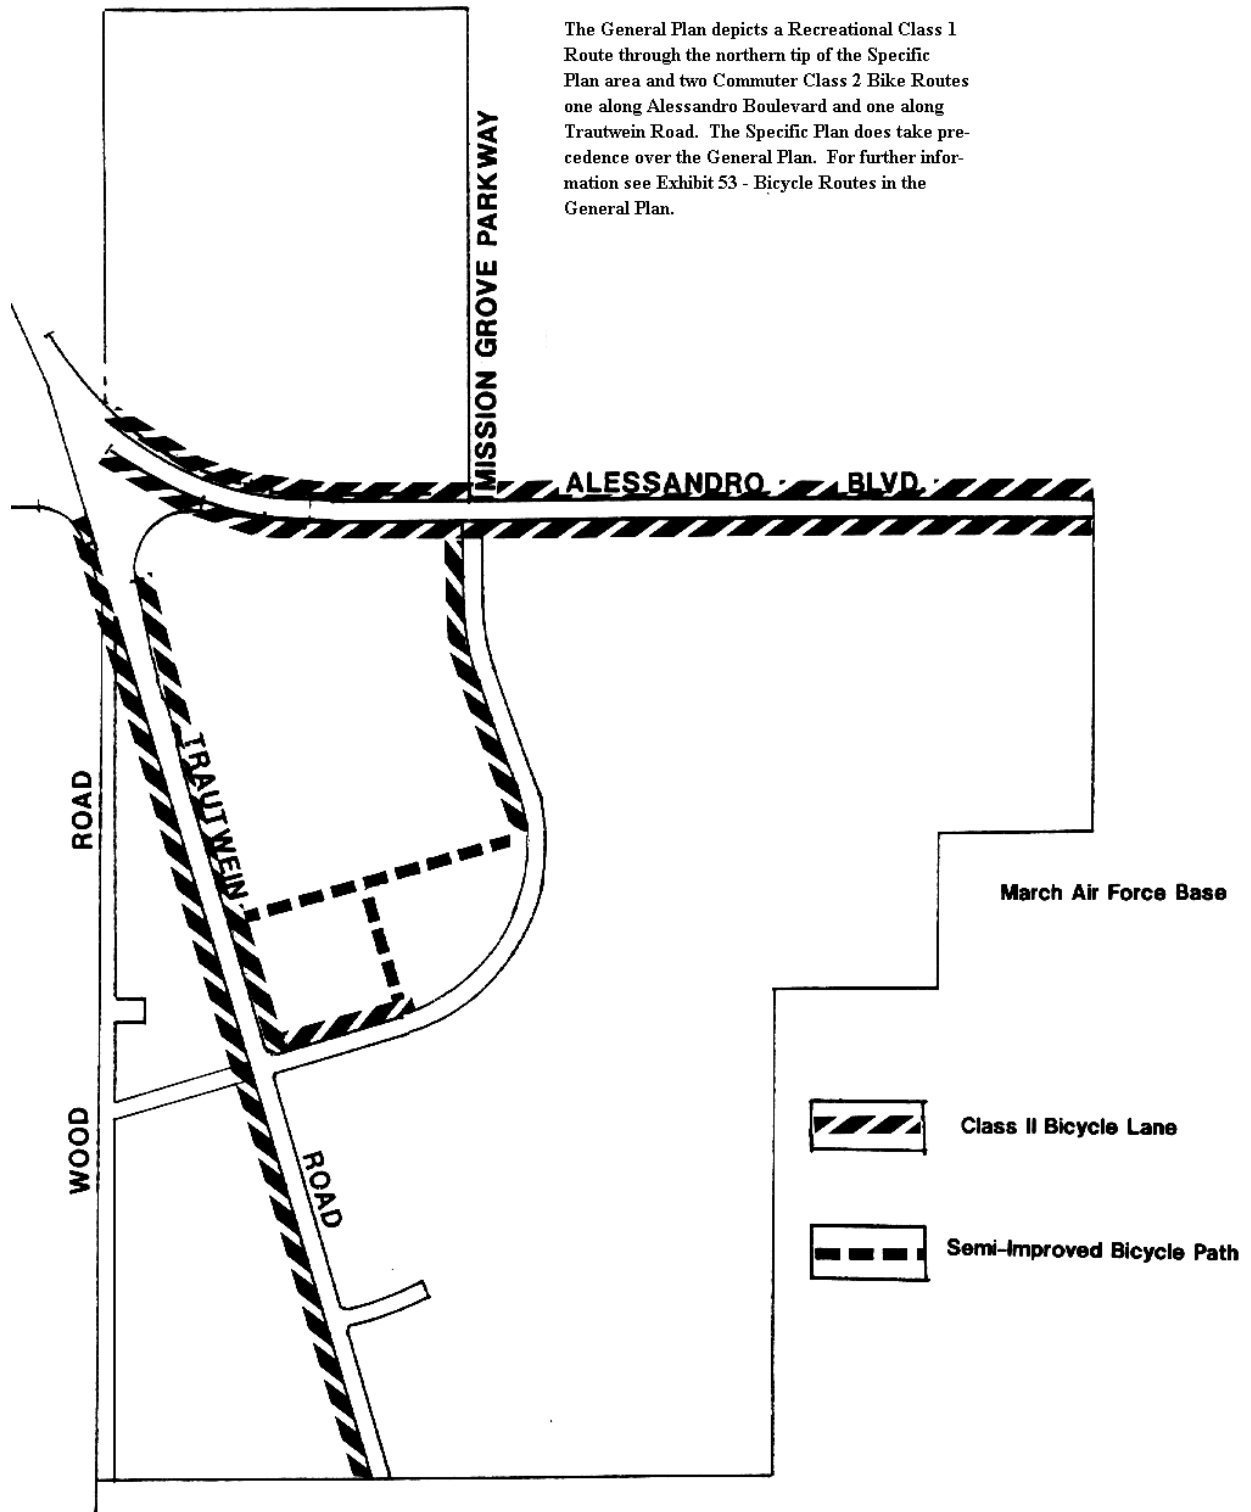 The General Plan depicts a Recreational Class 1
Route through the northern tip of the Specific
Plan area and two Commuter Class 2 Bike Routes
one along Alessandro Boulevard and one along
Trautwein Road. The Specific Plan does take pre-
cedence over the General Plan. For further infor-
mation see Exhibit 53 - Bicycle Routes in the
General Plan.
MISSION GROVE PARKWAY
ALESSANDRO BLVD.
TRAUTWEIN
ROAD
WOOD
ROAD
March Air Force Base
Class II Bicycle Lane
Semi-Improved Bicycle Path